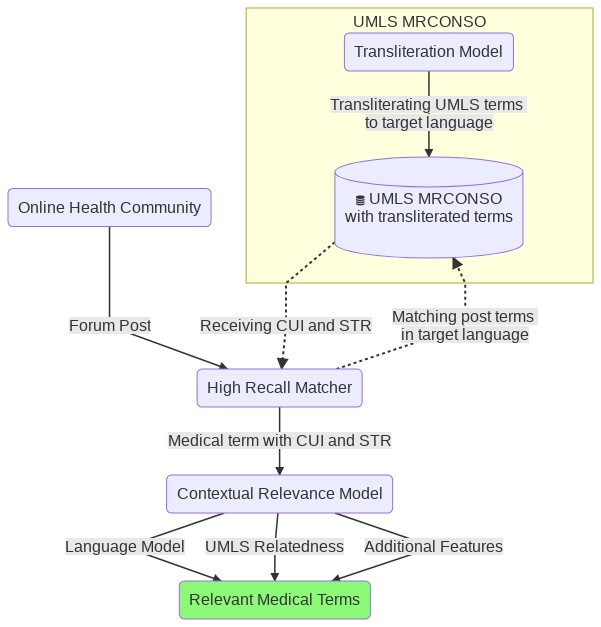 UMLS MRCONSO
Transliteration Model
Transliterating UMLS terms
to target language
UMLS MRCONSO
with transliterated terms
Online Health Community
Forum Post
Receiving CUI and STR
Matching post terms
in target language
High Recall Matcher
Medical term with CUI and STR
Contextual Relevance Model
Language Model
UMLS Relatedness
Additional Features
Relevant Medical Terms